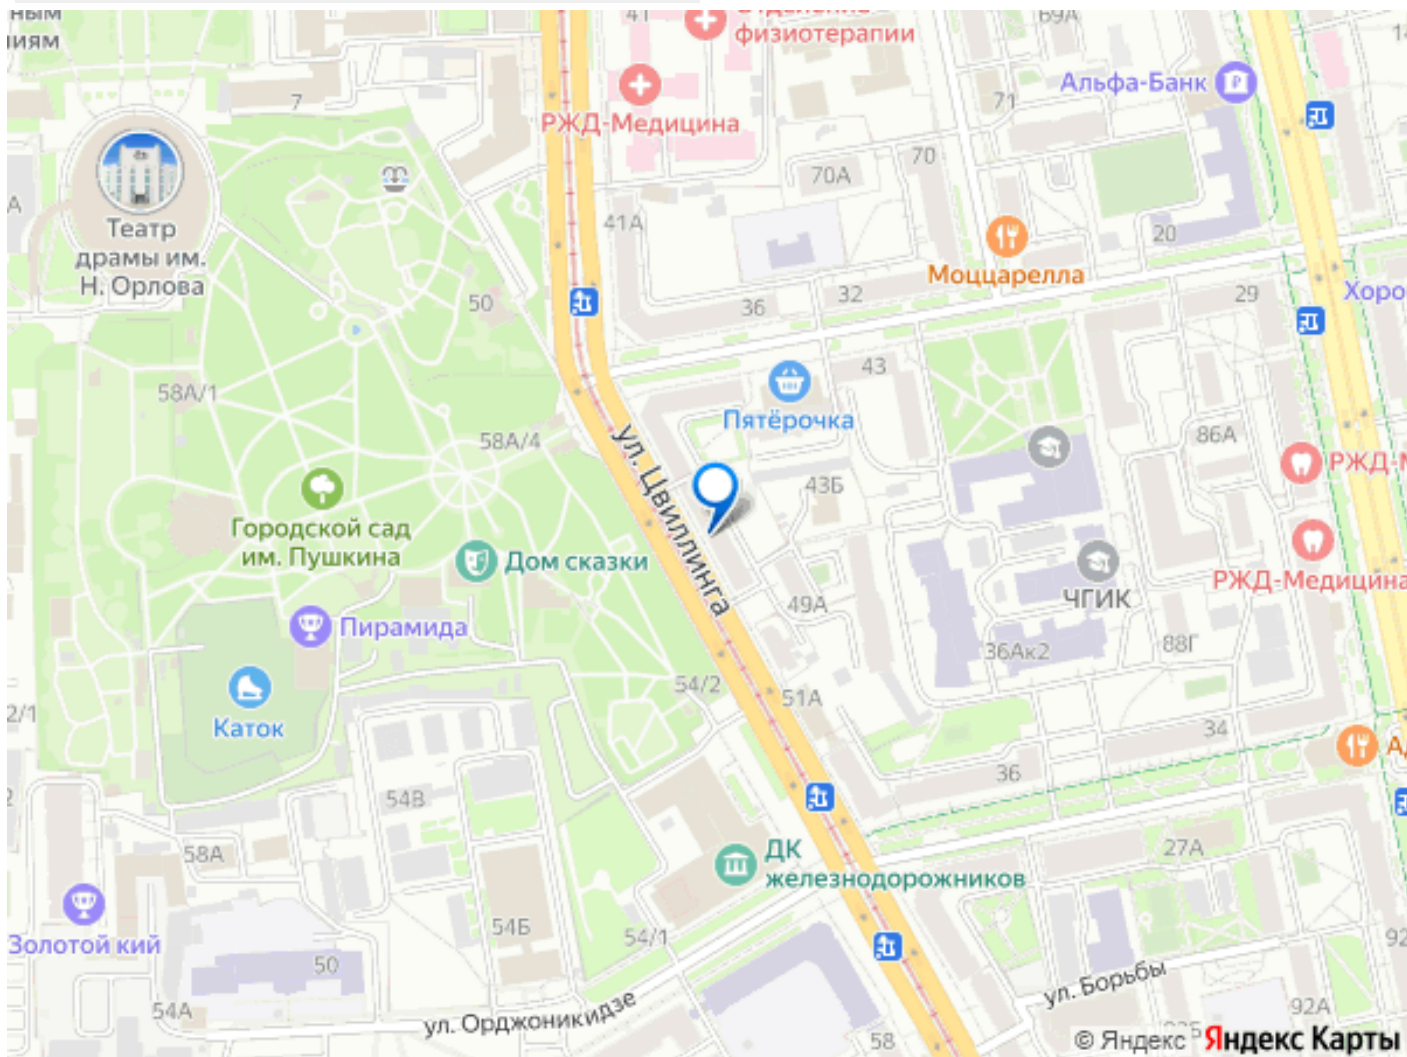 ным
иям
41
физиотерапии
69А
Альфа-Банк
7
71
РЖД-Медицина
70
70А
41А
20
Театр
драмы им.
Н. Орлова
Моццарелла
50
36
32
29
Хоро
58А/1
43
Пятёрочка
58А/4
86А
ул. Цвиллинга
43Б
РЖД-М
Городской сад
им. Пушкина
Дом сказки
РЖД-Медицина
ЧГИК
49А
Пирамида
36Ак2
88Г
54/2
51А
2/1
Каток
34
36
54В
58А
27А
ДК
железнодорожников
54Б
54/1
Золотой кий
50
92
ул. Борьбы
54А
ул. Орджоникидзе
92А
58
© Яндекс
Яндекс Карты